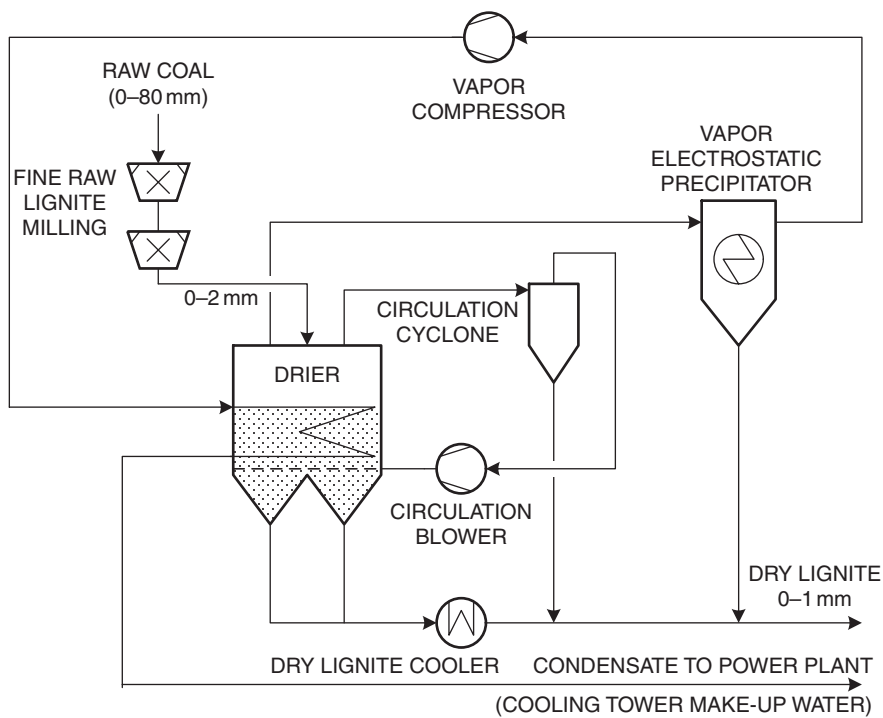 RAW COAL
(0–80 mm)
VAPOR
COMPRESSOR
VAPOR
ELECTROSTATIC
PRECIPITATOR
FINE RAW
LIGNITE
MILLING
0–2 mm
CIRCULATION
CYCLONE
DRIER
CIRCULATION
BLOWER
DRY LIGNITE
0–1 mm
DRY LIGNITE COOLER
CONDENSATE TO POWER PLANT
(COOLING TOWER MAKE-UP WATER)